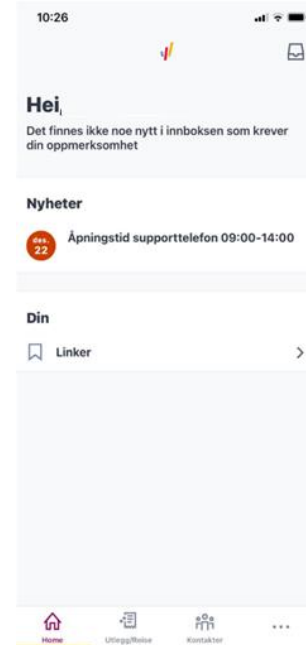 10:26
Hei,
Det finnes ikke noe nytt i innboksen som krever
din oppmerksomhet
Nyheter
des.
22
Åpningstid supporttelefon 09:00-14:00
Din
Linker
Home
Utlegg/Reise
Kontakter